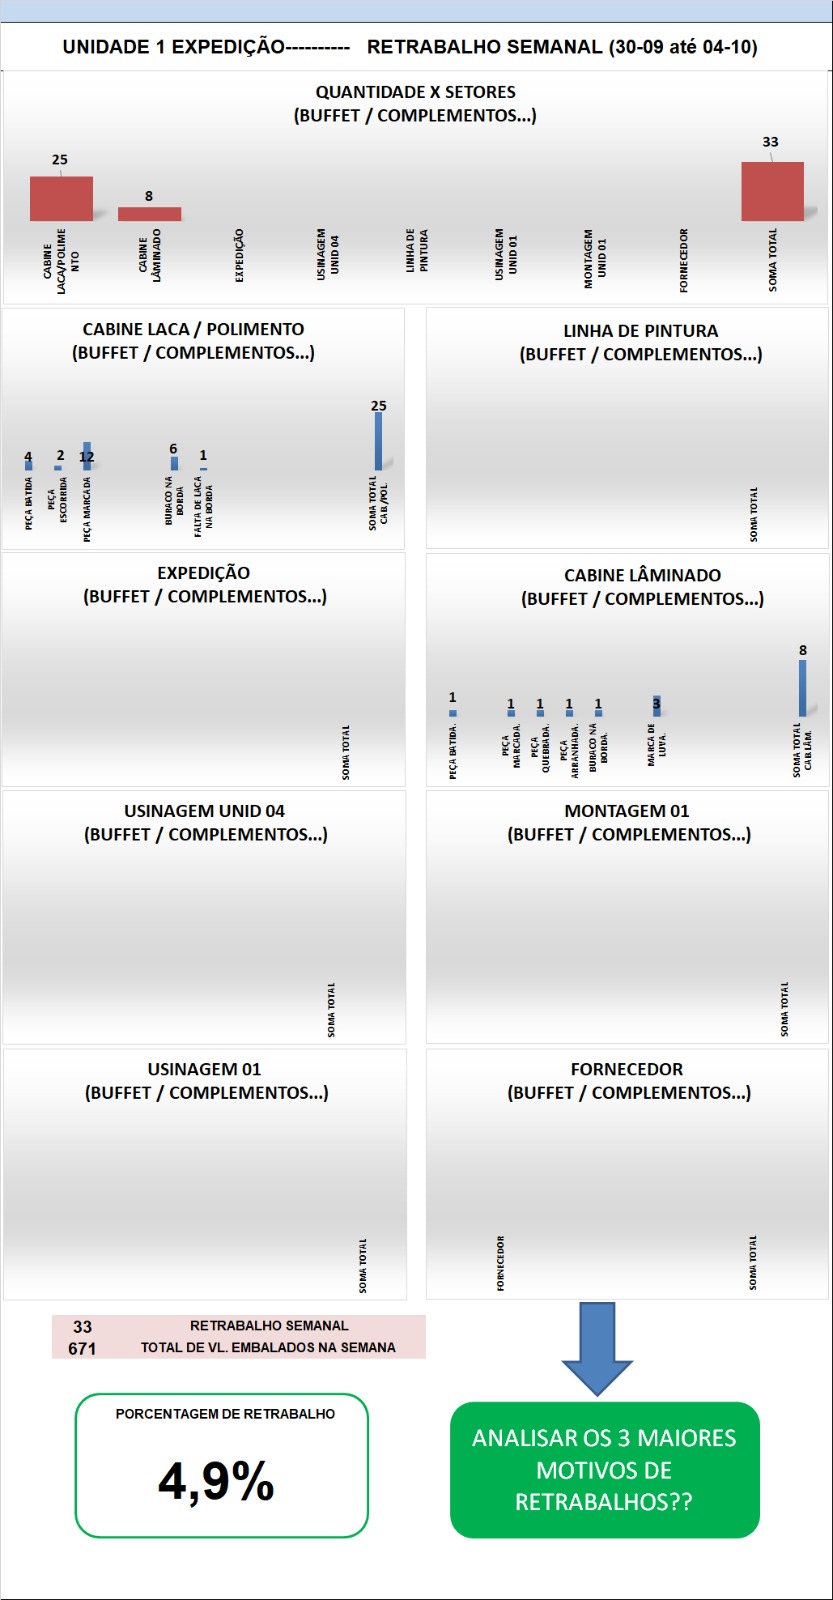 UNIDADE 1 EXPEDIÇÃO---------- RETRABALHO SEMANAL (30-09 até 04-10)
QUANTIDADE X SETORES
(BUFFET / COMPLEMENTOS...)
25
8
33
CABINE
LACA/POLIME
NTO
CABINE
LÂMINADO
EXPEDIÇÃO
USINAGEM
UNID 04
LINHA DE
PINTURA
USINAGEM
UNID 01
MONTAGEM
UNID 01
FORNECEDOR
SOMA TOTAL
CABINE LACA / POLIMENTO
(BUFFET / COMPLEMENTOS...)
4
2
12
6
1
25
PEÇA BATIDA
PEÇA
ESCORRIDA
PEÇA MARCADA
BURACO NA
BORDA
FALTA DE LACA
NA BORDA
SOMA TOTAL
CAB./POL.
LINHA DE PINTURA
(BUFFET / COMPLEMENTOS...)
SOMA TOTAL
EXPEDIÇÃO
(BUFFET / COMPLEMENTOS...)
SOMA TOTAL
CABINE LÂMINADO
(BUFFET / COMPLEMENTOS...)
1
1
1
1
1
3
8
PEÇA BATIDA.
PEÇA
MARCADA.
PEÇA
QUEBRADA.
PEÇA
ARRANHADA.
BURACO NA
BORDA.
MARCA DE
LUVA.
SOMA TOTAL
CAB.LÂM.
USINAGEM UNID 04
(BUFFET / COMPLEMENTOS...)
SOMA TOTAL
MONTAGEM 01
(BUFFET / COMPLEMENTOS...)
SOMA TOTAL
USINAGEM 01
(BUFFET / COMPLEMENTOS...)
SOMA TOTAL
FORNECEDOR
(BUFFET / COMPLEMENTOS...)
FORNECEDOR
SOMA TOTAL
33 RETRABALHO SEMANAL
671 TOTAL DE VL. EMBALADOS NA SEMANA
PORCENTAGEM DE RETRABALHO
4,9%
ANALISAR OS 3 MAIORES
MOTIVOS DE
RETRABALHOS??